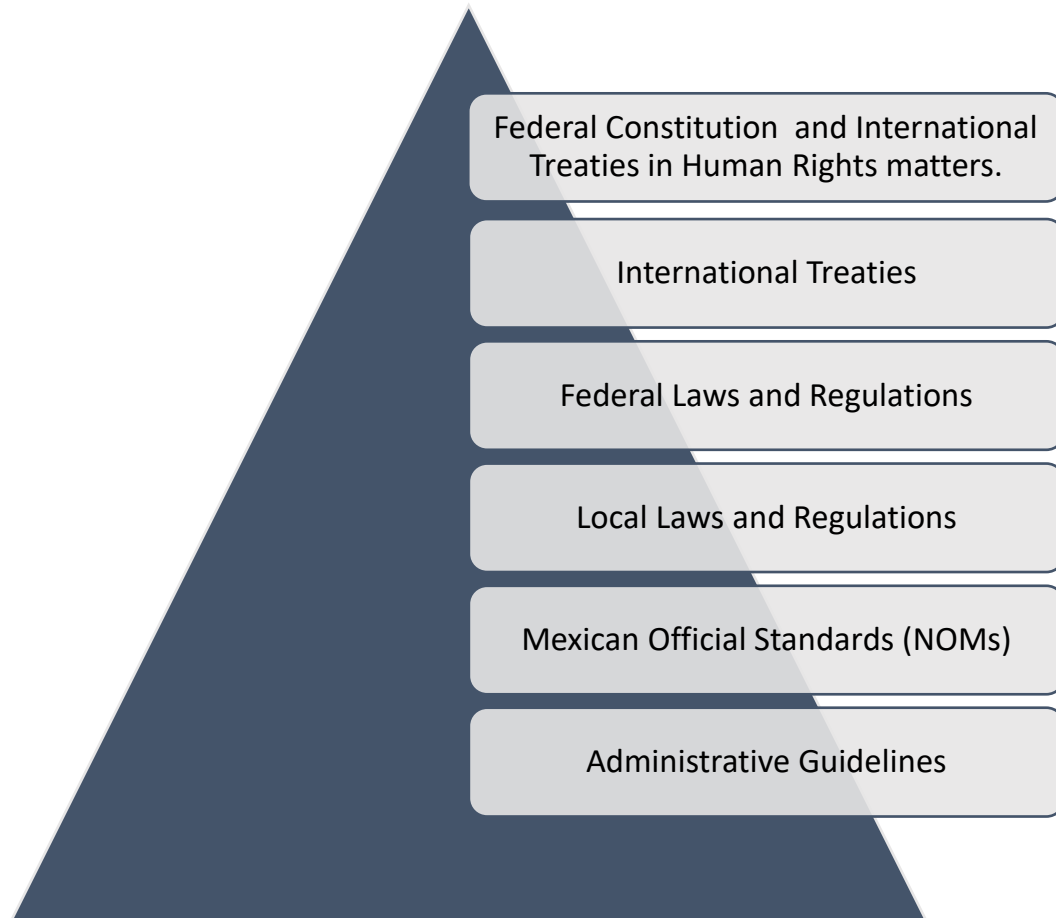 Federal Constitution  and International
Treaties in Human Rights matters.
International Treaties
Federal Laws and Regulations
Local Laws and Regulations
Mexican Official Standards (NOMs)
Administrative Guidelines